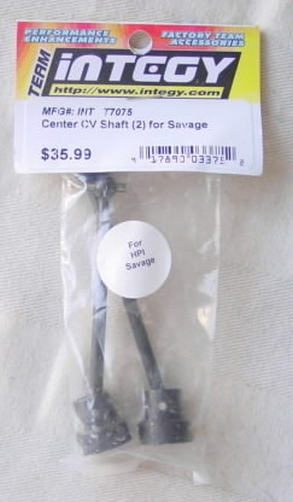 PERFORMANCE ENHANCEMENTS
FACTORY TEAM ACCESSORIES
TEAM
iNTEGY
http://www.integy.com
MFG#: INT T7075
Center CV Shaft (2) for Savage
$35.99
For
HPI
Savage